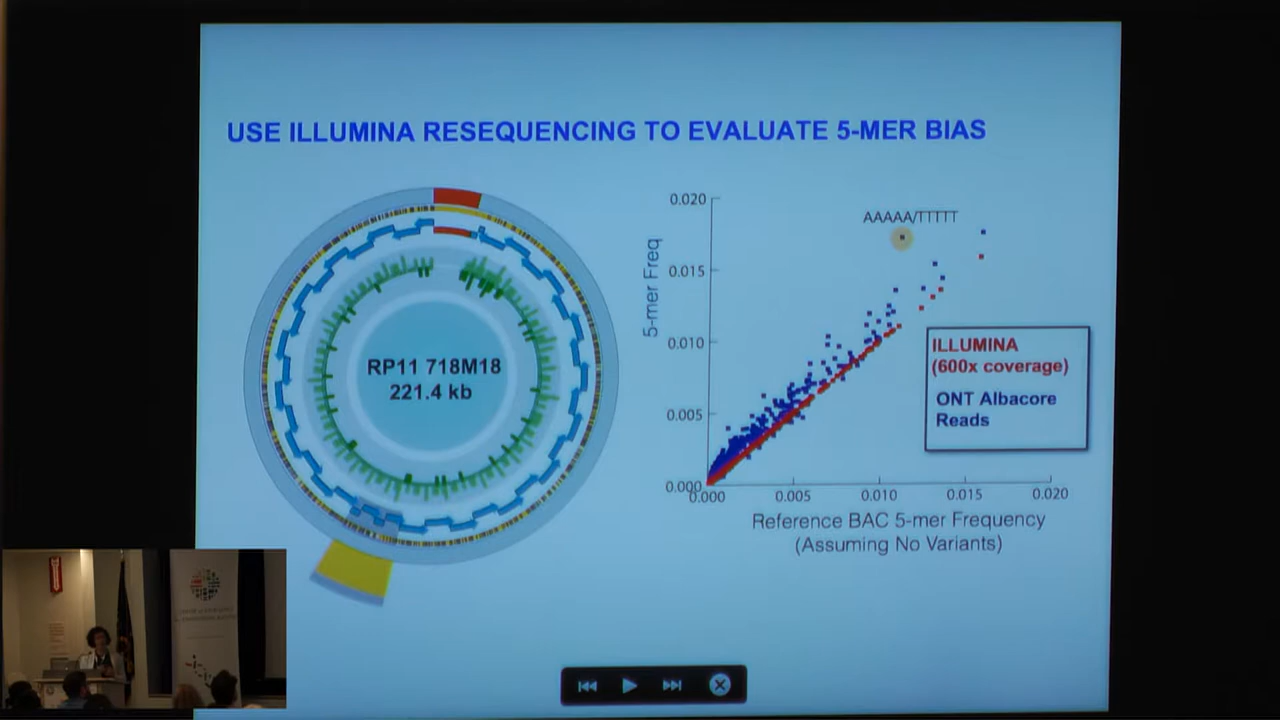 USE ILLUMINA RESEQUENCING TO EVALUATE 5-MER BIAS
RP11 718M18
221.4 kb
5-mer Freq
0.020
0.015
0.010
0.005
0.000
0.000
0.005
0.010
0.015
0.020
AAAAA/TTTTT
ILLUMINA
(600x coverage)
ONT Albacore
Reads
Reference BAC 5-mer Frequency
(Assuming No Variants)